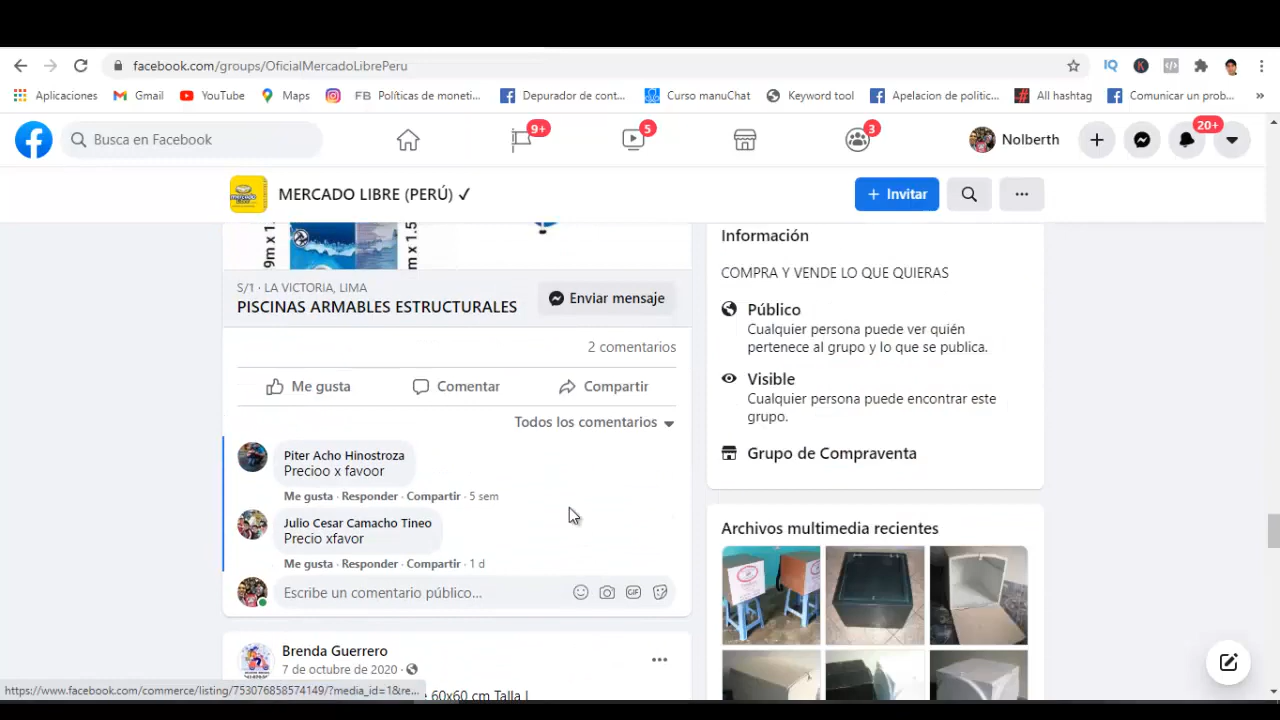 facebook.com/groups/OficialMercadoLibrePeru
Aplicaciones
Gmail
YouTube
Maps
FB Políticas de moneti...
Depurador de cont...
Curso manuChat
Keyword tool
Apelacion de politic...
All hashtag
Comunicar un prob...
»
Busca en Facebook
9+
5
3
Nolberth
20+
MERCADO LIBRE (PERÚ) ✓
+ Invitar
S/1 · LA VICTORIA, LIMA
PISCINAS ARMABLES ESTRUCTURALES
Enviar mensaje
2 comentarios
Me gusta
Comentar
Compartir
Todos los comentarios
Piter Acho Hinostroza
Precioo x favoor
Me gusta · Responder · Compartir · 5 sem
Julio Cesar Camacho Tineo
Precio xfavor
Me gusta · Responder · Compartir · 1 d
Escribe un comentario público...
Brenda Guerrero
7 de octubre de 2020 ·
60x60 cm Talla
https://www.facebook.com/commerce/listing/753076858574149/?media_id=1&re...
Información
COMPRA Y VENDE LO QUE QUIERAS
Público
Cualquier persona puede ver quién
pertenece al grupo y lo que se publica.
Visible
Cualquier persona puede encontrar este
grupo.
Grupo de Compraventa
Archivos multimedia recientes